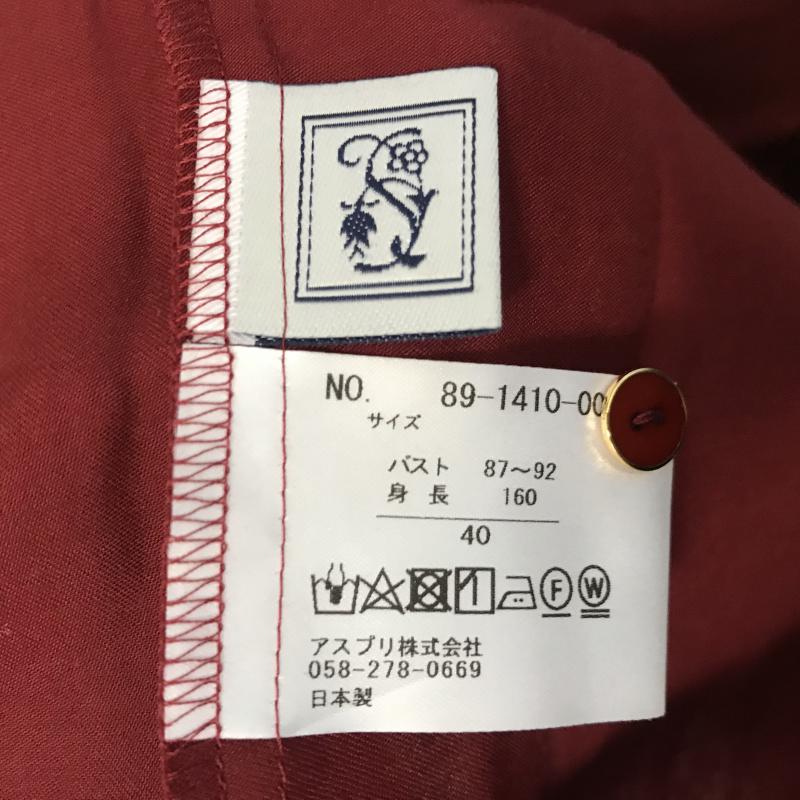 NO. 89-1410-00
サイズ
バスト 87〜92
身長 160
40
F W
アスプリ株式会社
058-278-0669
日本製